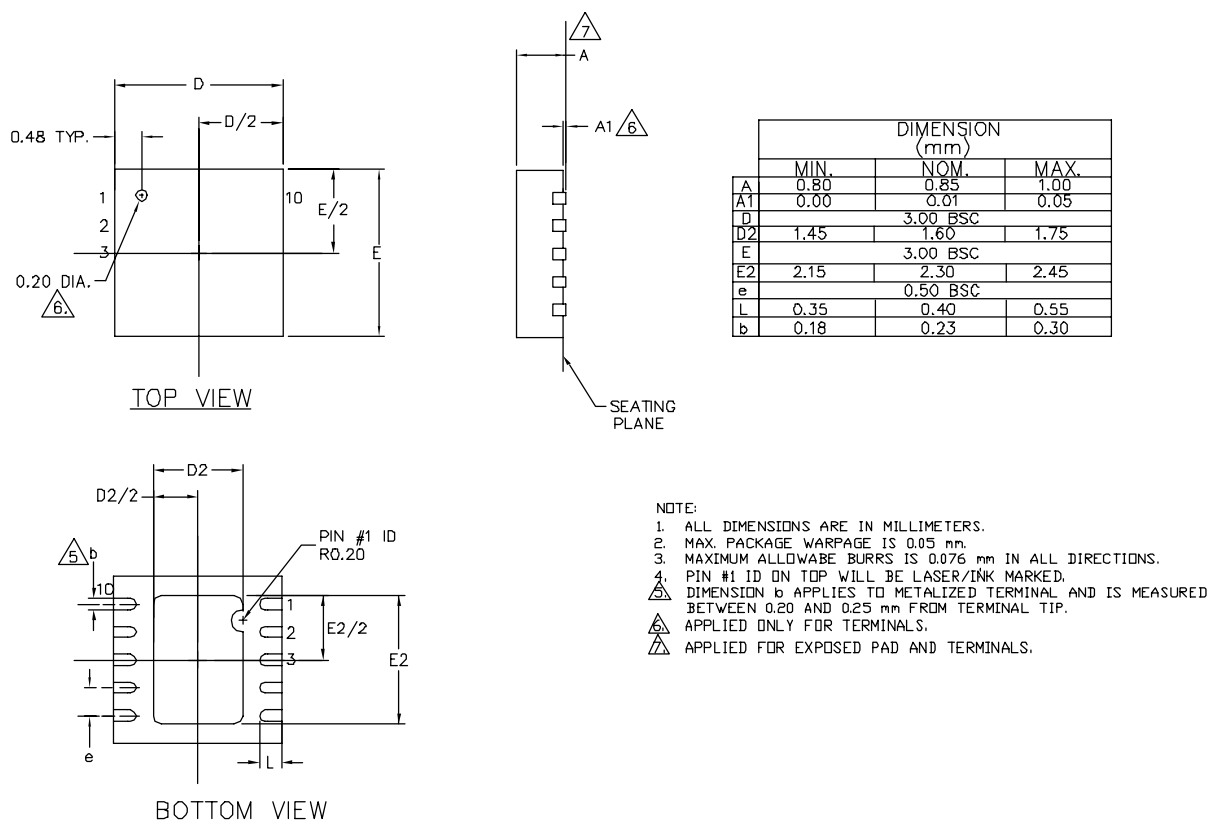 7
A
D
D/2
0.48 TYP.
A1 6
1
10
2
3
E/2
E
0.20 DIA.
6.
TOP VIEW
SEATING
PLANE
DIMENSION
(mm)
MIN. NOM. MAX.
A 0.80 0.85 1.00
A1 0.00 0.01 0.05
D 3.00 BSC
D2 1.45 1.60 1.75
E 3.00 BSC
E2 2.15 2.30 2.45
e 0.50 BSC
L 0.35 0.40 0.55
b 0.18 0.23 0.30
D2
D2/2
PIN #1 ID
R0.20
5 b
10
1
2
3
E2/2
E2
e
L
BOTTOM VIEW
NOTE:
1. ALL DIMENSIONS ARE IN MILLIMETERS.
2. MAX. PACKAGE WARPAGE IS 0.05 mm.
3. MAXIMUM ALLOWABE BURRS IS 0.076 mm IN ALL DIRECTIONS.
4. PIN #1 ID ON TOP WILL BE LASER/INK MARKED.
5. DIMENSION b APPLIES TO METALIZED TERMINAL AND IS MEASURED
BETWEEN 0.20 AND 0.25 mm FROM TERMINAL TIP.
6. APPLIED ONLY FOR TERMINALS.
7. APPLIED FOR EXPOSED PAD AND TERMINALS.